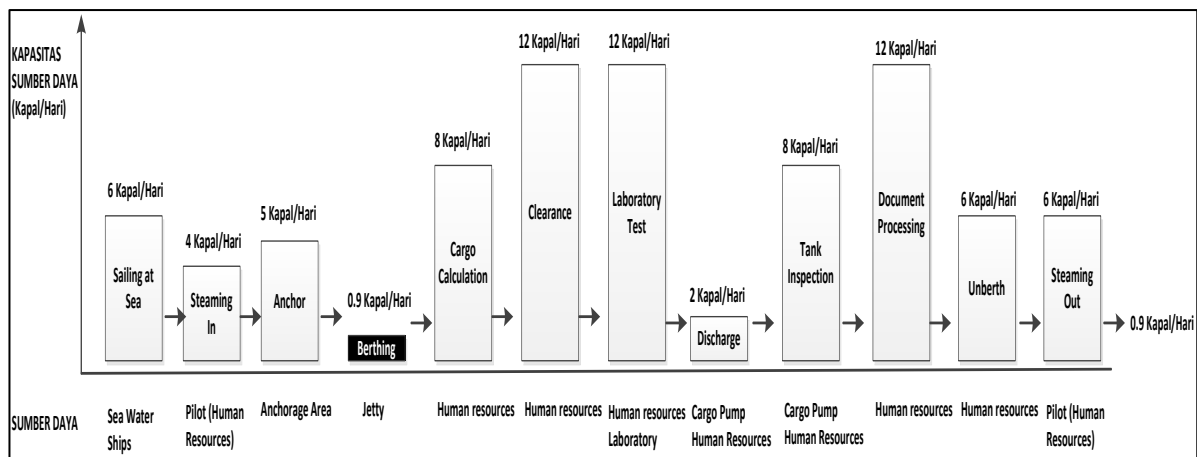 KAPASITAS
SUMBER DAYA
(Kapal/Hari)
6 Kapal/Hari
Sailing at
Sea
4 Kapal/Hari
Steaming
In
5 Kapal/Hari
Anchor
0.9 Kapal/Hari
Berthing
8 Kapal/Hari
Cargo
Calculation
12 Kapal/Hari
Clearance
12 Kapal/Hari
Laboratory
Test
2 Kapal/Hari
Discharge
8 Kapal/Hari
Tank
Inspection
12 Kapal/Hari
Document
Processing
6 Kapal/Hari
Unberth
6 Kapal/Hari
Steaming
Out
0.9 Kapal/Hari
SUMBER DAYA
Sea Water
Ships
Pilot (Human
Resources)
Anchorage Area
Jetty
Human resources
Human resources
Human resources
Laboratory
Cargo Pump
Human Resources
Cargo Pump
Human Resources
Human resources
Human resources
Pilot (Human
Resources)